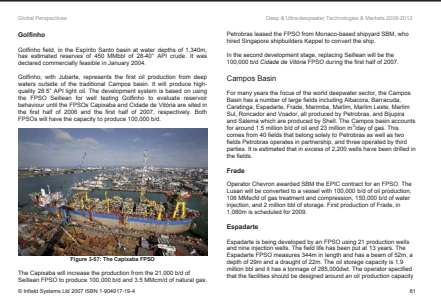 Global Perspectives
Deep & Ultra-deepwater Technologies & Markets 2008-2012
Golfinho
Golfinho field, in the Espírito Santo basin at water depths of 1,340m,
has estimated reserves of 450 MMbbl of 28-40° API crude. It was
declared commercially feasible in January 2004.
Golfinho, with Jubarte, represents the first oil production from deep
waters outside of the traditional Campos basin. It will produce high-
quality 28.5° API light oil. The development system is based on using
the FPSO Seillean for well testing Golfinho to evaluate reservoir
behaviour until the FPSOs Capixaba and Cidade de Vitória are sited in
the first half of 2006 and the first half of 2007, respectively. Both
FPSOs will have the capacity to produce 100,000 b/d.
Figure 3-67: The Capixaba FPSO
The Capixaba will increase the production from the 21,000 b/d of
Seillean FPSO to produce 100,000 b/d and 3.5 MMcm/d of natural gas.
Petrobras leased the FPSO from Monaco-based shipyard SBM, who
hired Singapore shipbuilders Keppel to convert the ship.
In the second development stage, replacing Seillean will be the
100,000 b/d Cidade de Vitória FPSO during the first half of 2007.
Campos Basin
For many years the focus of the world deepwater sector, the Campos
Basin has a number of large fields including Albacora, Barracuda,
Caratinga, Espadarte, Frade, Marimba, Marlim, Marlim Leste, Marlim
Sul, Roncador and Voador, all produced by Petrobras, and Bijupira
and Salema which are produced by Shell. The Campos basin accounts
for around 1.5 million b/d of oil and 23 million m³/day of gas. This
comes from 40 fields that belong solely to Petrobras as well as two
fields Petrobras operates in partnership, and three operated by third
parties. It is estimated that in excess of 2,200 wells have been drilled in
the fields.
Frade
Operator Chevron awarded SBM the EPIC contract for an FPSO. The
Lusan will be converted to a vessel with 100,000 b/d of oil production,
106 MMscfd of gas treatment and compression, 150,000 b/d of water
injection, and 2 million bbl of storage. First production of Frade, in
1,080m is scheduled for 2009.
Espadarte
Espadarte is being developed by an FPSO using 21 production wells
and nine injection wells. The field life has been put at 13 years. The
Espadarte FPSO measures 344m in length and has a beam of 52m, a
depth of 29m and a draught of 22m. The oil storage capacity is 1.9
million bbl and it has a tonnage of 285,000dwt. The operator specified
that the facilities should be designed around an oil production capacity
© Infield Systems Ltd 2007 ISBN 1-904917-19-4
81